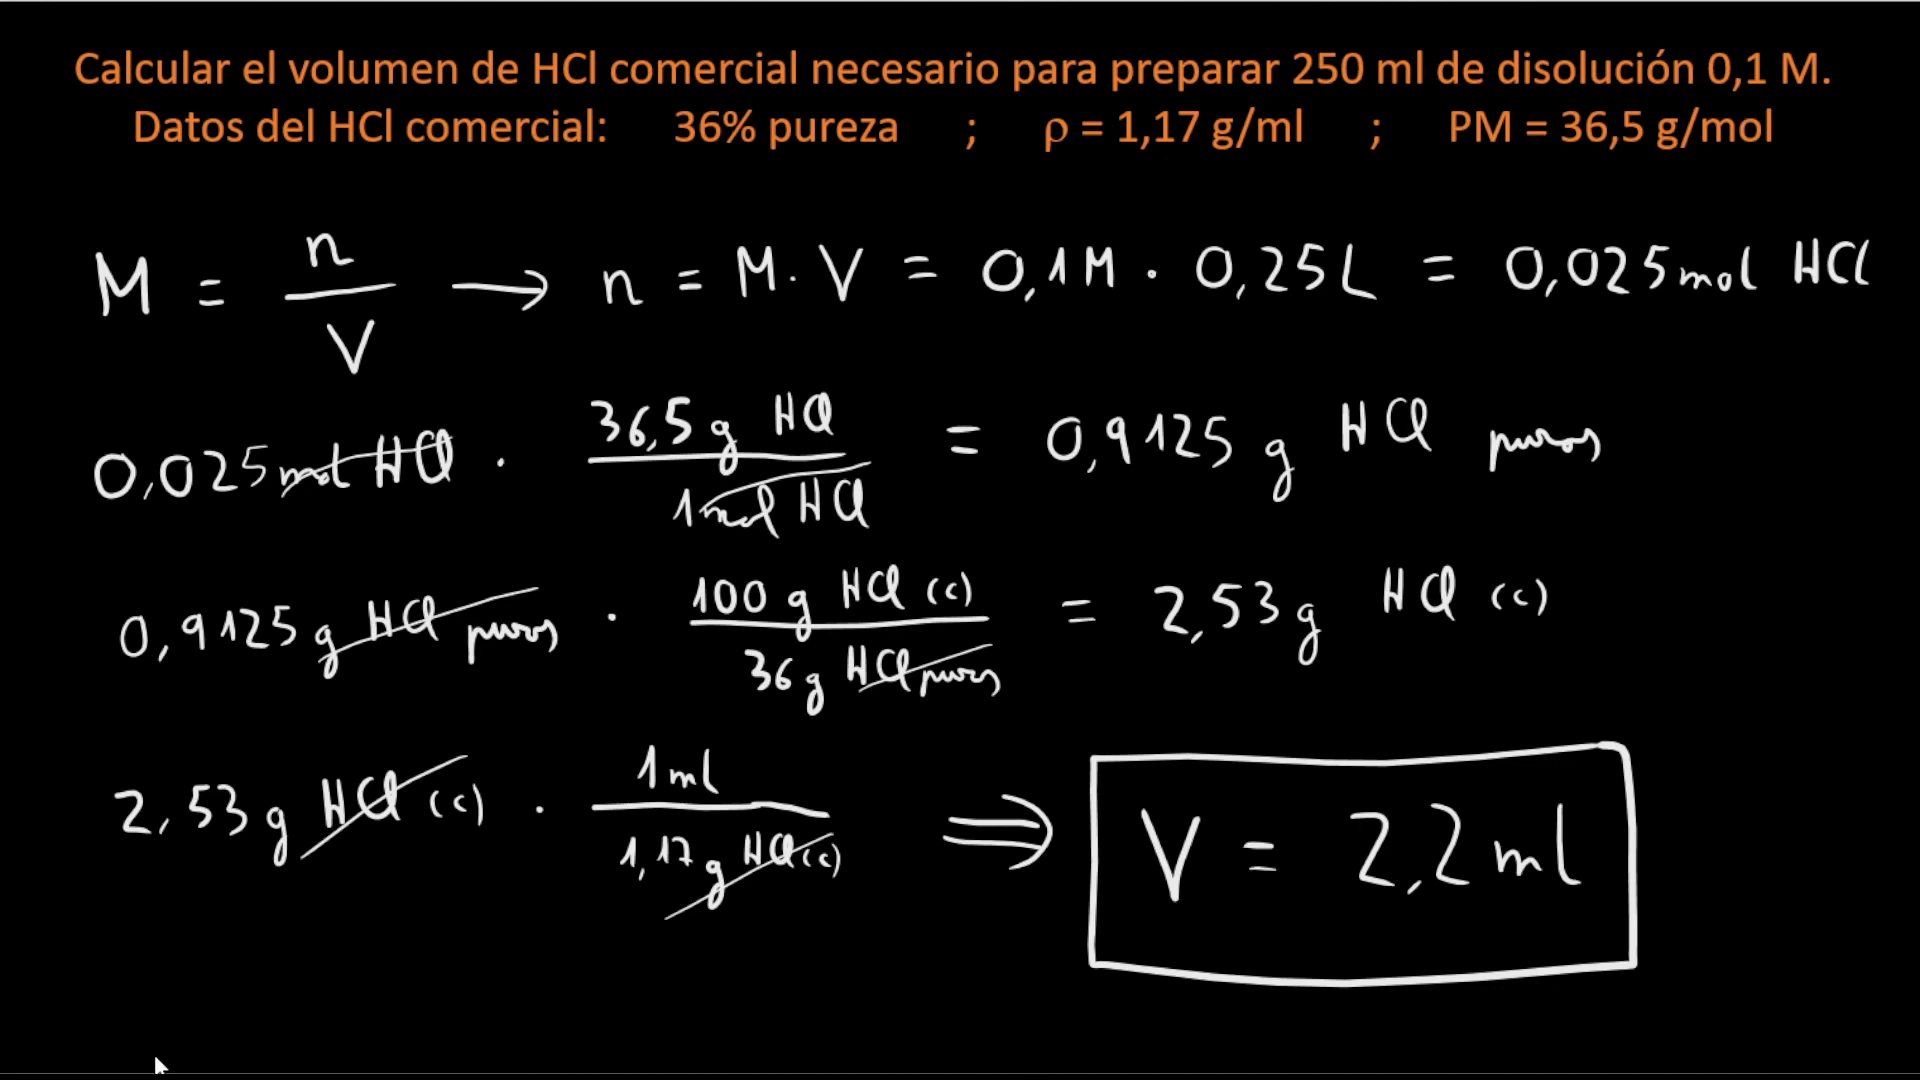 Calcular el volumen de HCl comercial necesario para preparar 250 ml de disolución 0,1 M.
Datos del HCl comercial: 36% pureza ; ρ = 1,17 g/ml ; PM = 36,5 g/mol
M = n/V → n = M · V = 0,1M · 0,25L = 0,025 mol HCl
0,025 mol HCl · 36,5 g HCl / 1 mol HCl = 0,9125 g HCl puros
0,9125 g HCl puros · 100 g HCl (c) / 36 g HCl puros = 2,53 g HCl (c)
2,53 g HCl (c) · 1 ml / 1,17 g HCl (c) ⇒ V = 2,2 ml